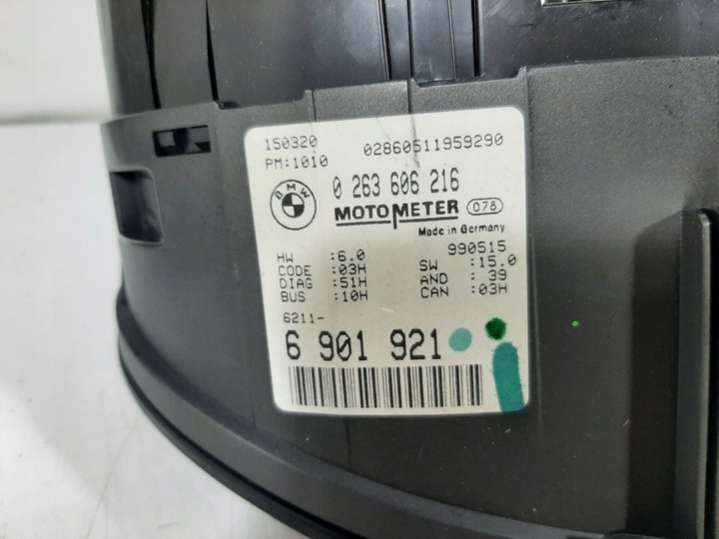 150320 02860511959290
PM:1010
BMW 0 263 606 216
MOTOMETER 078
Made in Germany
990515
HW :6.0 SW :15.0
CODE :03H AND : 39
DIAG :51H CAN :03H
BUS :10H
6211-
6 901 921